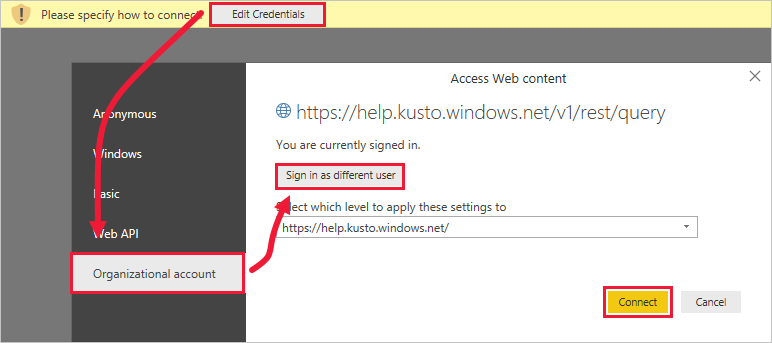 Please specify how to connect
Edit Credentials
Access Web content
Anonymous
Windows
Basic
Web API
Organizational account
https://help.kusto.windows.net/v1/rest/query
You are currently signed in.
Sign in as different user
Select which level to apply these settings to
https://help.kusto.windows.net/
Connect
Cancel